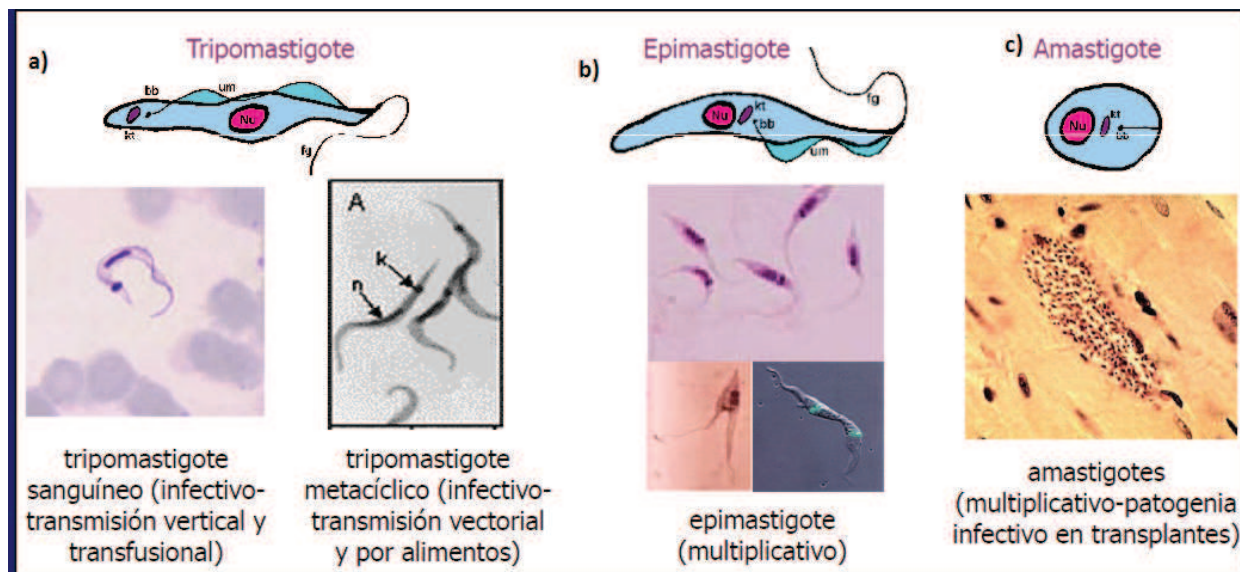 a)
Tripomastigote
bb
um
Nu
kt
fg
A
k
n
tripomastigote
sanguíneo (infectivo-
transmisión vertical y
transfusional)
tripomastigote
metacíclico (infectivo-
transmisión vectorial
y por alimentos)
b)
Epimastigote
fg
kt
Nu
bb
um
epimastigote
(multiplicativo)
c)
Amastigote
kt
Nu
bb
amastigotes
(multiplicativo-patogenia
infectivo en transplantes)